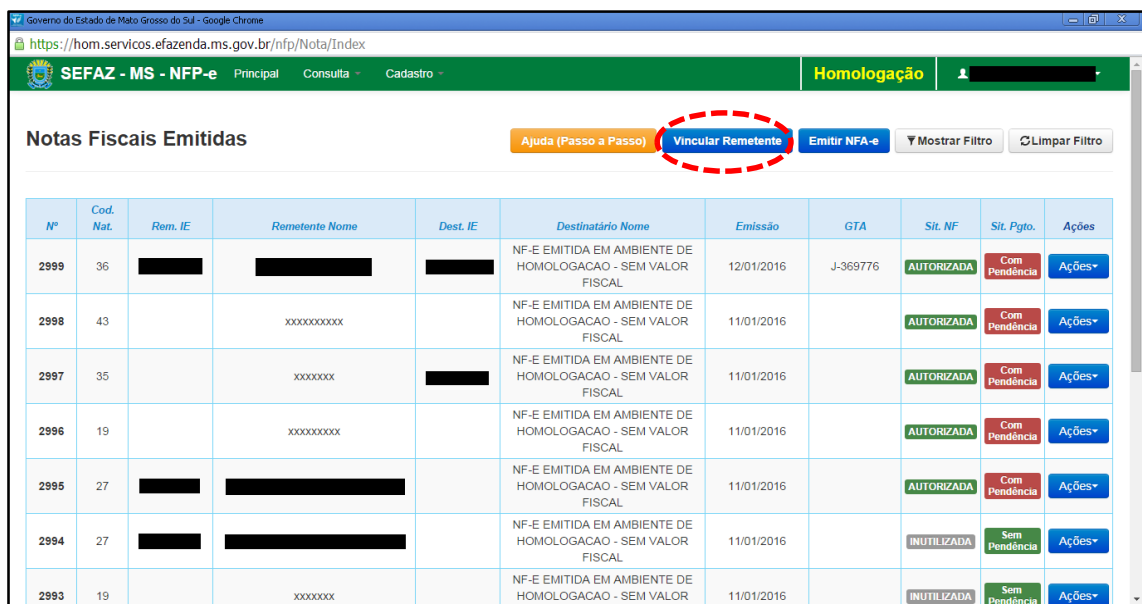 Governo do Estado de Mato Grosso do Sul - Google Chrome
https://hom.servicos.efazenda.ms.gov.br/nfp/Nota/Index
SEFAZ - MS - NFP-e Principal Consulta Cadastro Homologação
Notas Fiscais Emitidas Ajuda (Passo a Passo) Vincular Remetente Emitir NFA-e Mostrar Filtro Limpar Filtro
Nº Cod. Nat. Rem. IE Remetente Nome Dest. IE Destinatário Nome Emissão GTA Sit. NF Sit. Pgto. Ações
2999 36 NF-E EMITIDA EM AMBIENTE DE HOMOLOGACAO - SEM VALOR FISCAL 12/01/2016 J-369776 AUTORIZADA Com Pendência Ações
2998 43 xxxxxxxxxx NF-E EMITIDA EM AMBIENTE DE HOMOLOGACAO - SEM VALOR FISCAL 11/01/2016 AUTORIZADA Com Pendência Ações
2997 35 xxxxxxx NF-E EMITIDA EM AMBIENTE DE HOMOLOGACAO - SEM VALOR FISCAL 11/01/2016 AUTORIZADA Com Pendência Ações
2996 19 xxxxxxxxx NF-E EMITIDA EM AMBIENTE DE HOMOLOGACAO - SEM VALOR FISCAL 11/01/2016 AUTORIZADA Com Pendência Ações
2995 27 NF-E EMITIDA EM AMBIENTE DE HOMOLOGACAO - SEM VALOR FISCAL 11/01/2016 AUTORIZADA Com Pendência Ações
2994 27 NF-E EMITIDA EM AMBIENTE DE HOMOLOGACAO - SEM VALOR FISCAL 11/01/2016 INUTILIZADA Sem Pendência Ações
2993 19 xxxxxxx NF-E EMITIDA EM AMBIENTE DE HOMOLOGACAO - SEM VALOR 11/01/2016 INUTILIZADA Sem Pendência Ações